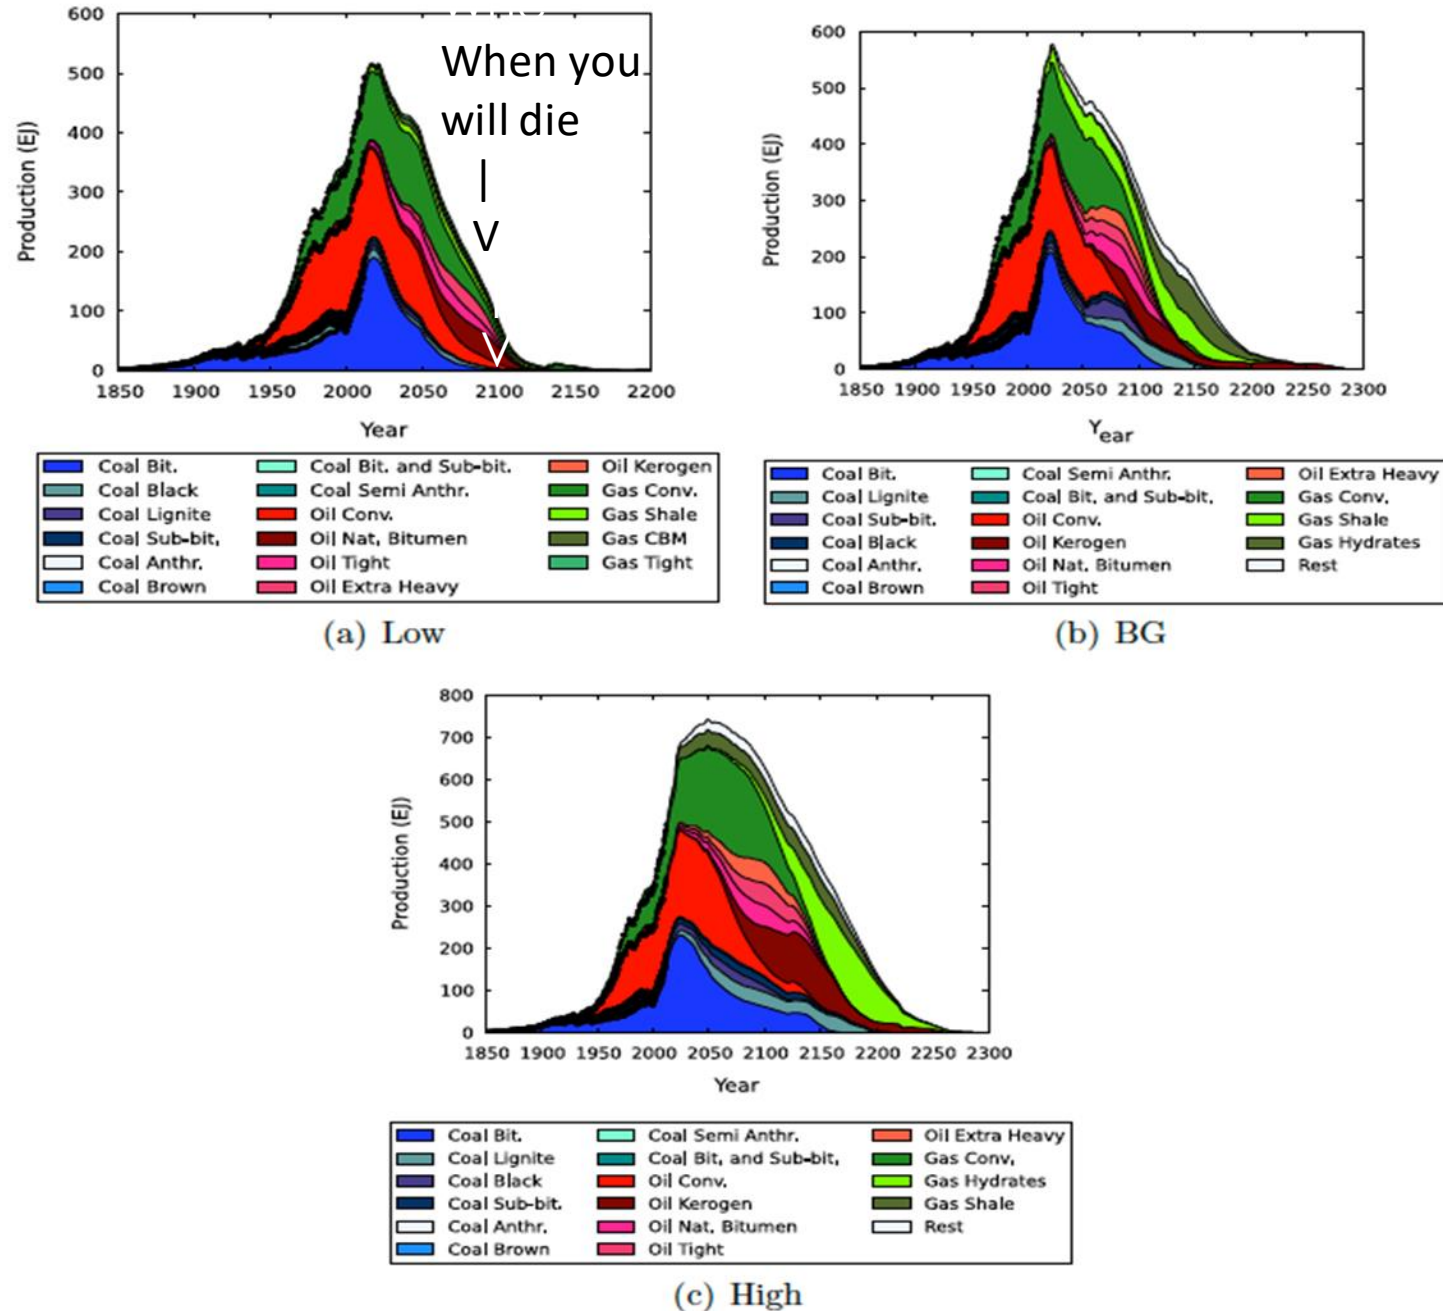 600
500
400
300
200
100
0
Production (EJ)
When you
will die
|
V
V
1850 1900 1950 2000 2050 2100 2150 2200
Year
Coal Bit.
Coal Black
Coal Lignite
Coal Sub-bit.
Coal Anthr.
Coal Brown
Coal Bit. and Sub-bit.
Coal Semi Anthr.
Oil Conv.
Oil Nat. Bitumen
Oil Tight
Oil Extra Heavy
Oil Kerogen
Gas Conv.
Gas Shale
Gas CBM
Gas Tight
(a) Low
600
500
400
300
200
100
0
Production (EJ)
1850 1900 1950 2000 2050 2100 2150 2200 2250 2300
Year
Coal Bit.
Coal Lignite
Coal Sub-bit.
Coal Black
Coal Anthr.
Coal Brown
Coal Semi Anthr.
Coal Bit. and Sub-bit.
Oil Conv.
Oil Kerogen
Oil Nat. Bitumen
Oil Tight
Oil Extra Heavy
Gas Conv.
Gas Shale
Gas Hydrates
Rest
(b) BG
800
700
600
500
400
300
200
100
0
Production (EJ)
1850 1900 1950 2000 2050 2100 2150 2200 2250 2300
Year
Coal Bit.
Coal Lignite
Coal Black
Coal Sub-bit.
Coal Anthr.
Coal Brown
Coal Semi Anthr.
Coal Bit. and Sub-bit.
Oil Conv.
Oil Kerogen
Oil Nat. Bitumen
Oil Tight
Oil Extra Heavy
Gas Conv.
Gas Hydrates
Gas Shale
Rest
(c) High